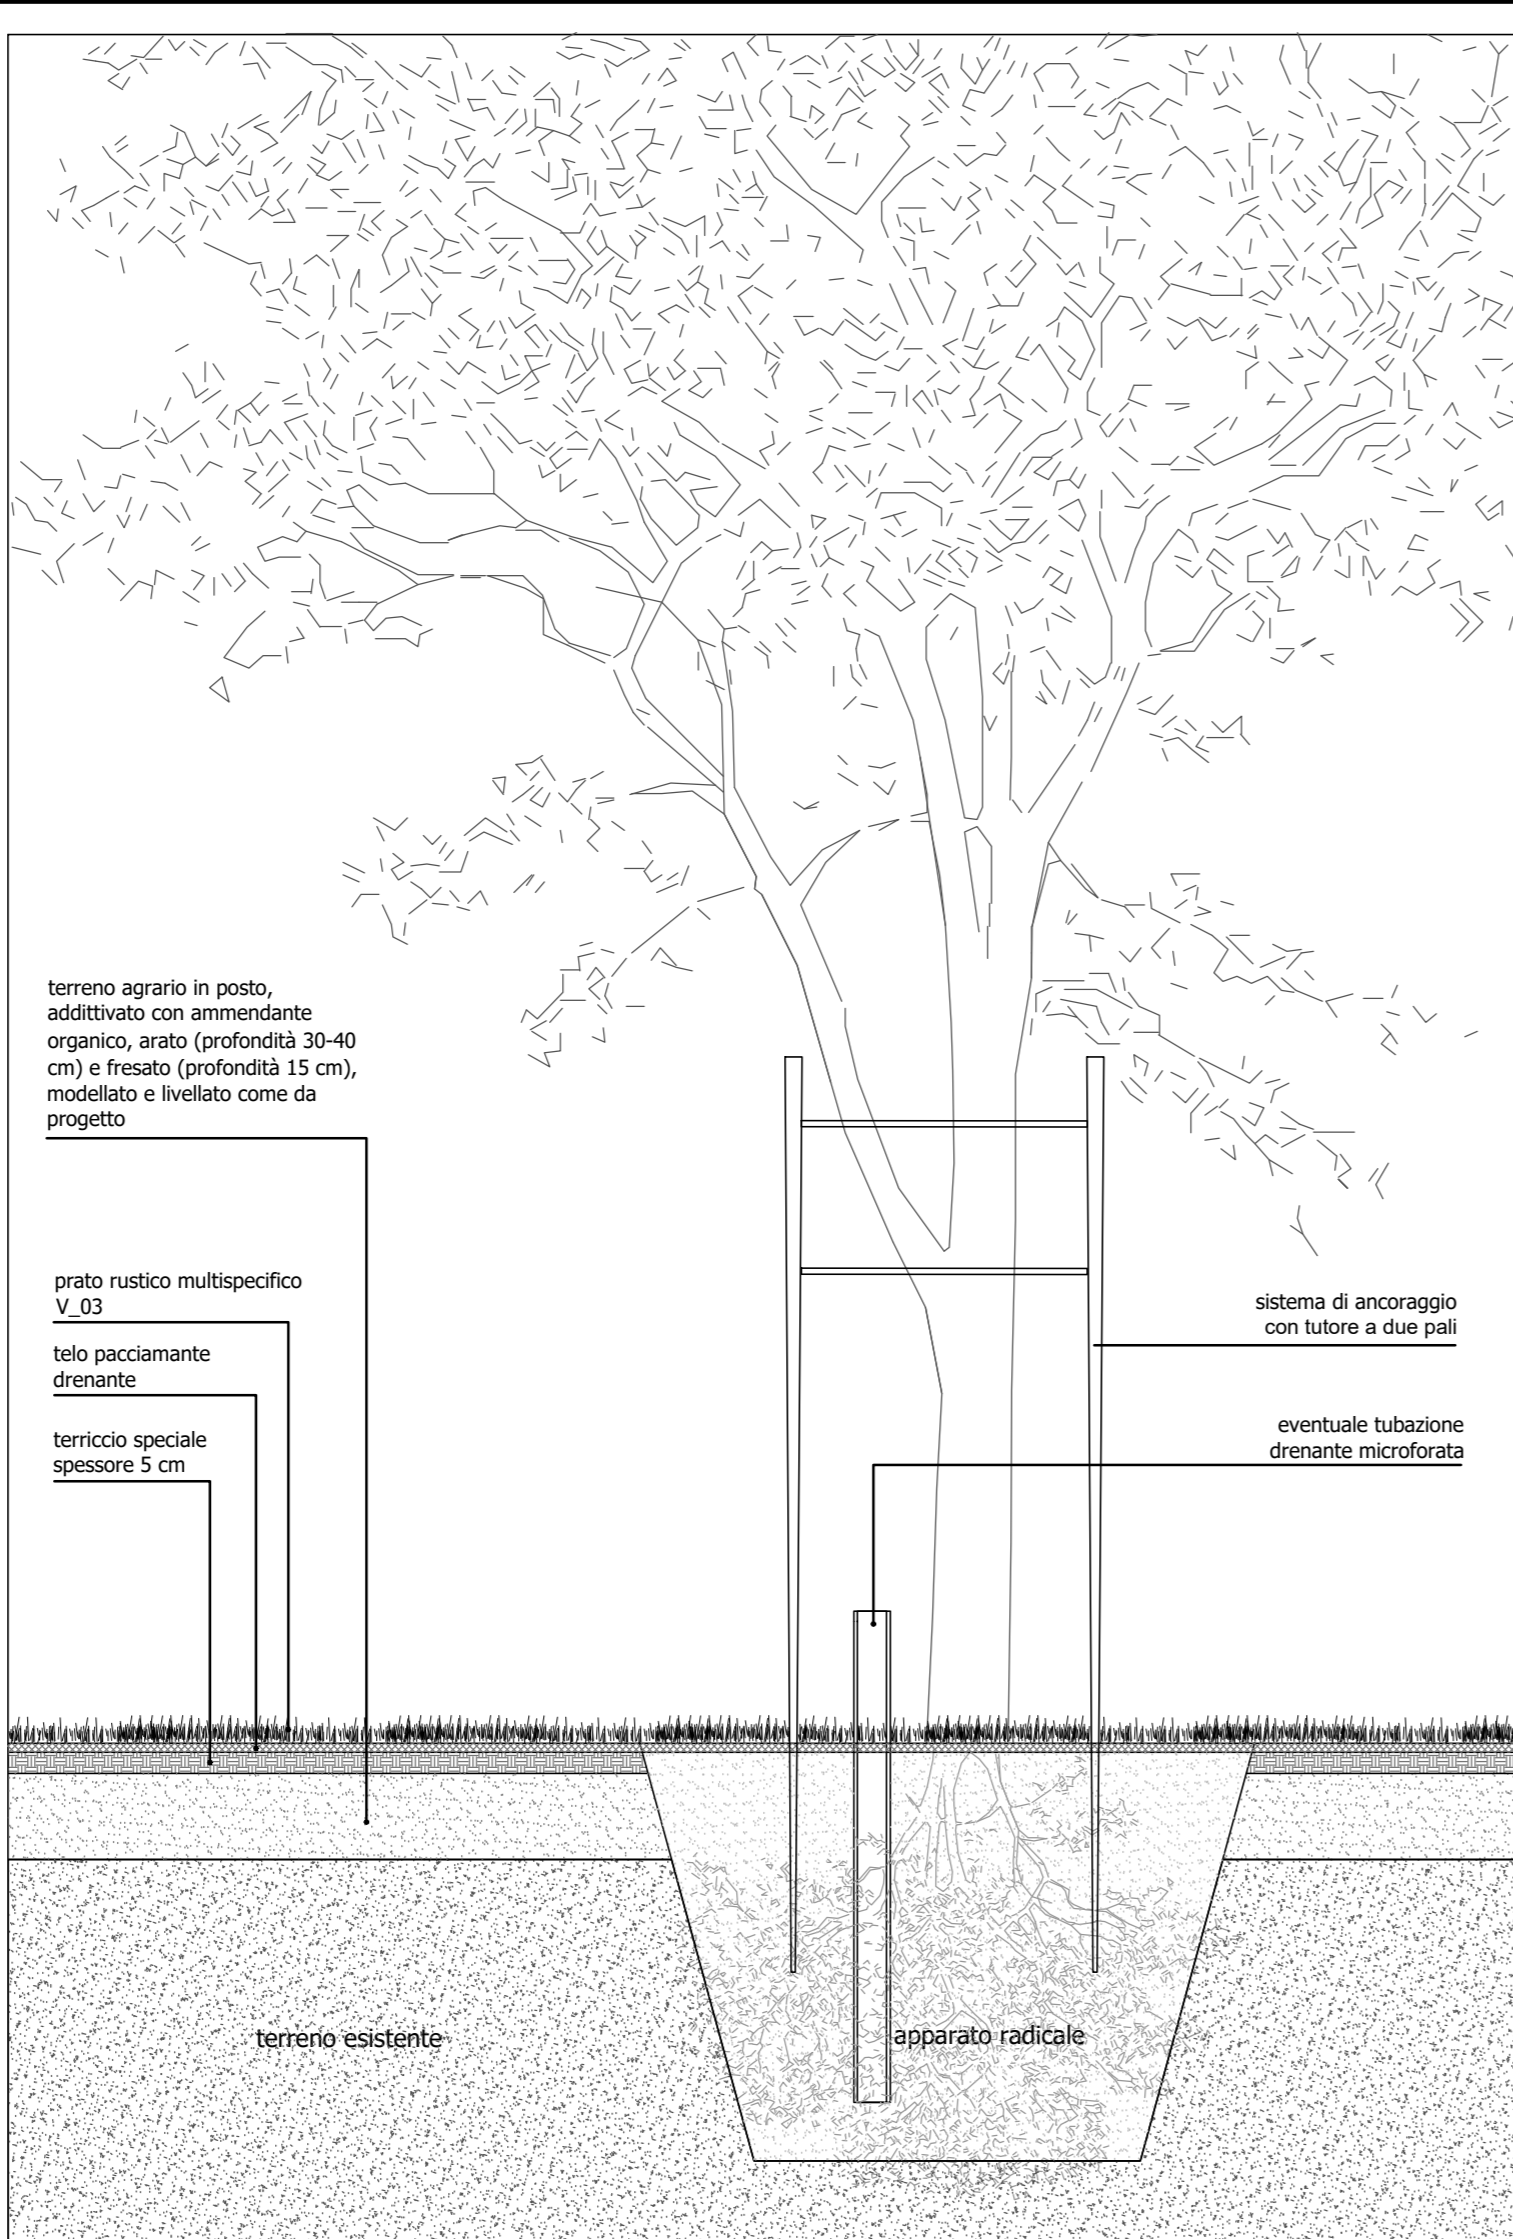 terreno agrario in posto,
addittivato con ammendante
organico, arato (profondità 30-40
cm) e fresato (profondità 15 cm),
modellato e livellato come da
progetto
prato rustico multispecifico
V_03
telo pacciamante
drenante
terriccio speciale
spessore 5 cm
sistema di ancoraggio
con tutore a due pali
eventuale tubazione
drenante microforata
terreno esistente
apparato radicale